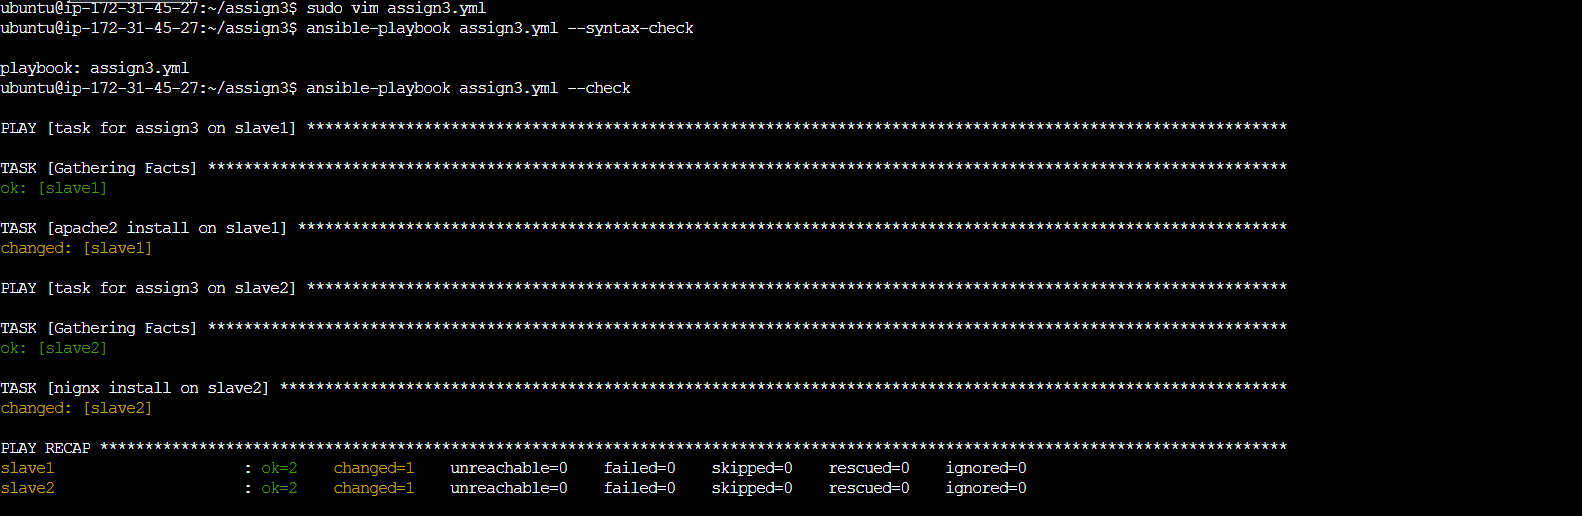 ubuntu@ip-172-31-45-27:~/assign3$ sudo vim assign3.yml
ubuntu@ip-172-31-45-27:~/assign3$ ansible-playbook assign3.yml --syntax-check
playbook: assign3.yml
ubuntu@ip-172-31-45-27:~/assign3$ ansible-playbook assign3.yml --check
PLAY [task for assign3 on slave1] *************************************************************************************************************
TASK [Gathering Facts] ************************************************************************************************************************
ok: [slave1]
TASK [apache2 install on slave1] **************************************************************************************************************
changed: [slave1]
PLAY [task for assign3 on slave2] *************************************************************************************************************
TASK [Gathering Facts] ************************************************************************************************************************
ok: [slave2]
TASK [nignx install on slave2] ****************************************************************************************************************
changed: [slave2]
PLAY RECAP ************************************************************************************************************************************
slave1                     : ok=2    changed=1    unreachable=0    failed=0    skipped=0    rescued=0    ignored=0
slave2                     : ok=2    changed=1    unreachable=0    failed=0    skipped=0    rescued=0    ignored=0